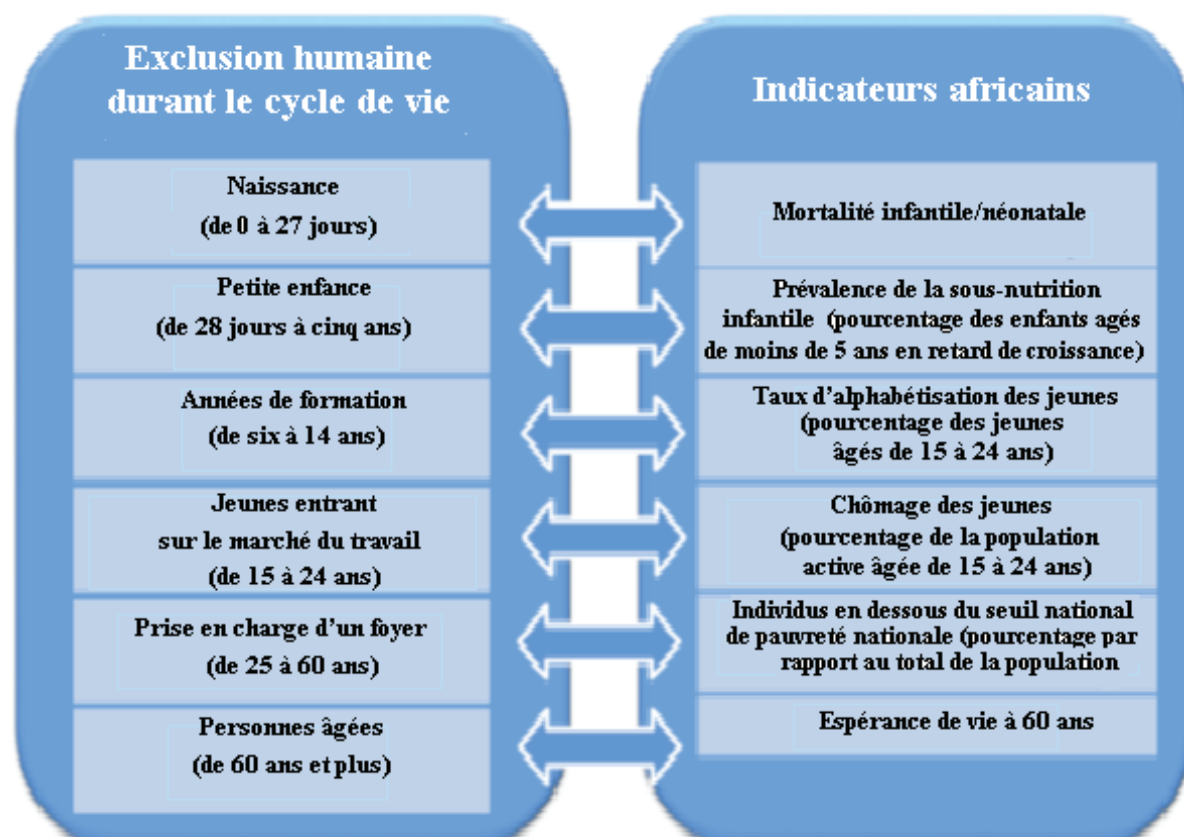 Exclusion humaine
durant le cycle de vie
Naissance
(de 0 à 27 jours)
Petite enfance
(de 28 jours à cinq ans)
Années de formation
(de six à 14 ans)
Jeunes entrant
sur le marché du travail
(de 15 à 24 ans)
Prise en charge d'un foyer
(de 25 à 60 ans)
Personnes âgées
(de 60 ans et plus)
Indicateurs africains
Mortalité infantile/néonatale
Prévalence de la sous-nutrition
infantile (pourcentage des enfants agés
de moins de 5 ans en retard de croissance)
Taux d'alphabétisation des jeunes
(pourcentage des jeunes
âgés de 15 à 24 ans)
Chômage des jeunes
(pourcentage de la population
active âgée de 15 à 24 ans)
Individus en dessous du seuil national
de pauvreté nationale (pourcentage par
rapport au total de la population
Espérance de vie à 60 ans